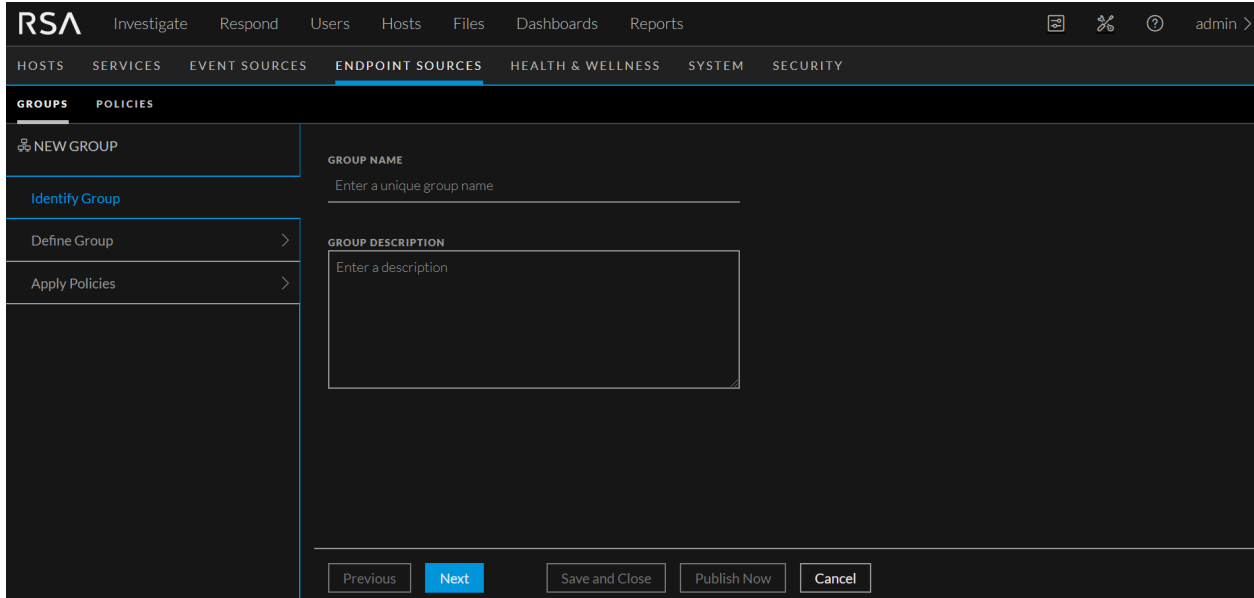 RSA Investigate Respond Users Hosts Files Dashboards Reports admin >
HOSTS SERVICES EVENT SOURCES ENDPOINT SOURCES HEALTH & WELLNESS SYSTEM SECURITY
GROUPS POLICIES
NEW GROUP
Identify Group
Define Group >
Apply Policies >
GROUP NAME
Enter a unique group name
GROUP DESCRIPTION
Enter a description
Previous Next Save and Close Publish Now Cancel